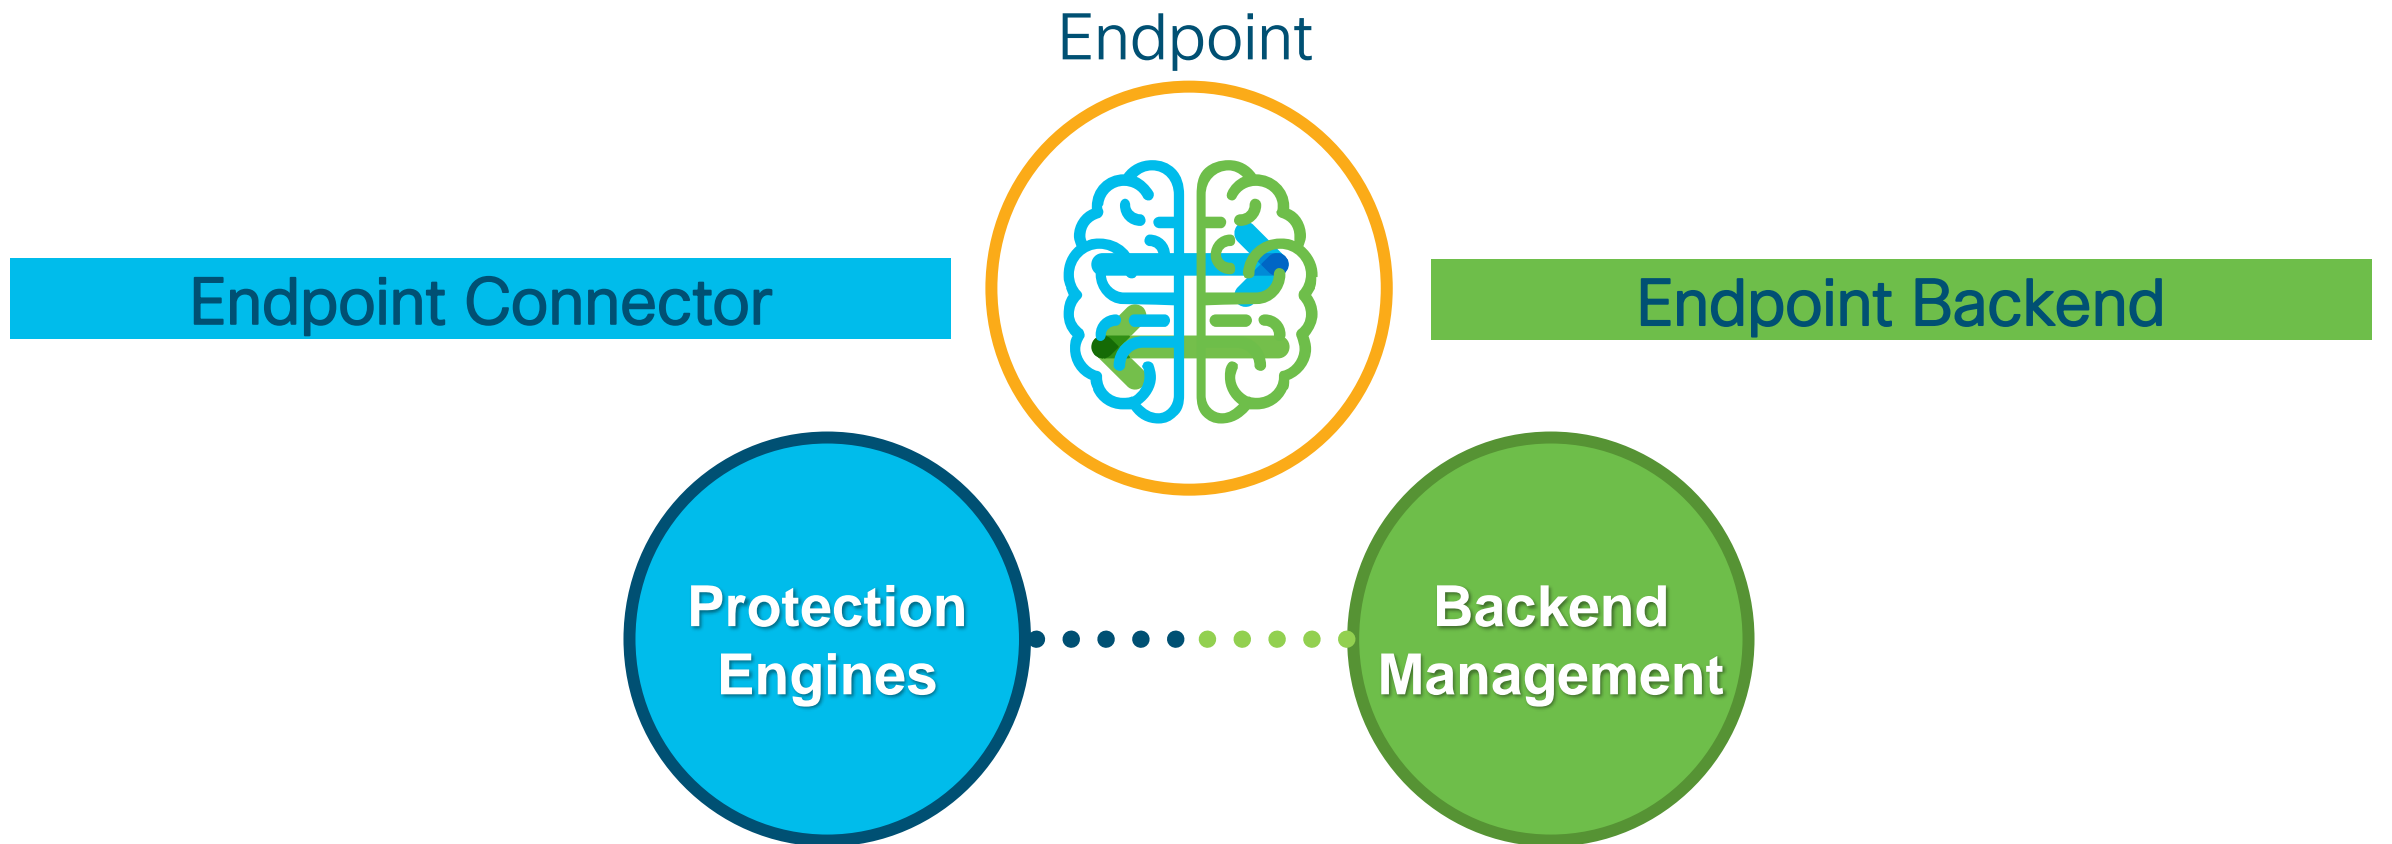 Endpoint
Endpoint Connector
Endpoint Backend
Protection
Engines
Backend
Management